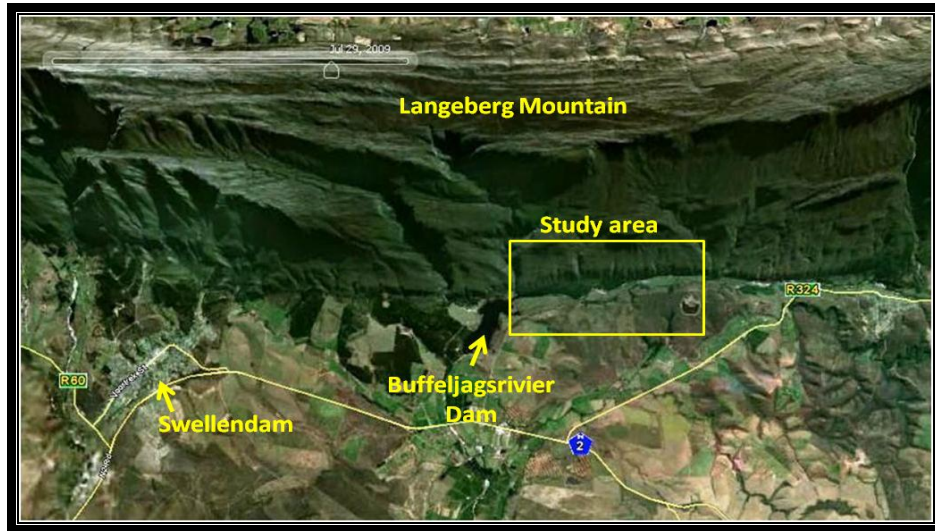 Jul 29, 2009
Langeberg Mountain
Study area
R324
R60
Buffeljagsrivier
Dam
Swellendam
N
2